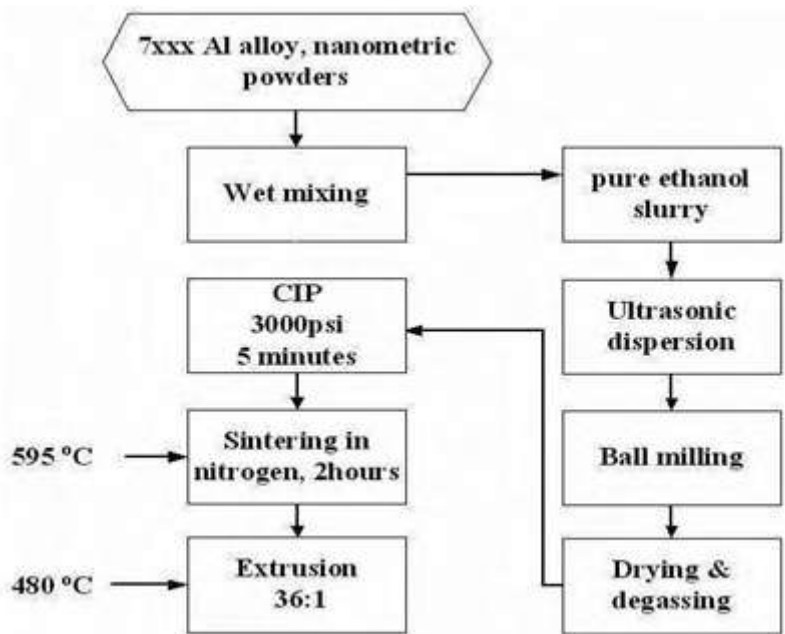 7xxx Al alloy, nanometric
powders
Wet mixing
pure ethanol
slurry
Ultrasonic
dispersion
Ball milling
Drying &
degassing
CIP
3000psi
5 minutes
595 °C
Sintering in
nitrogen, 2hours
480 °C
Extrusion
36:1